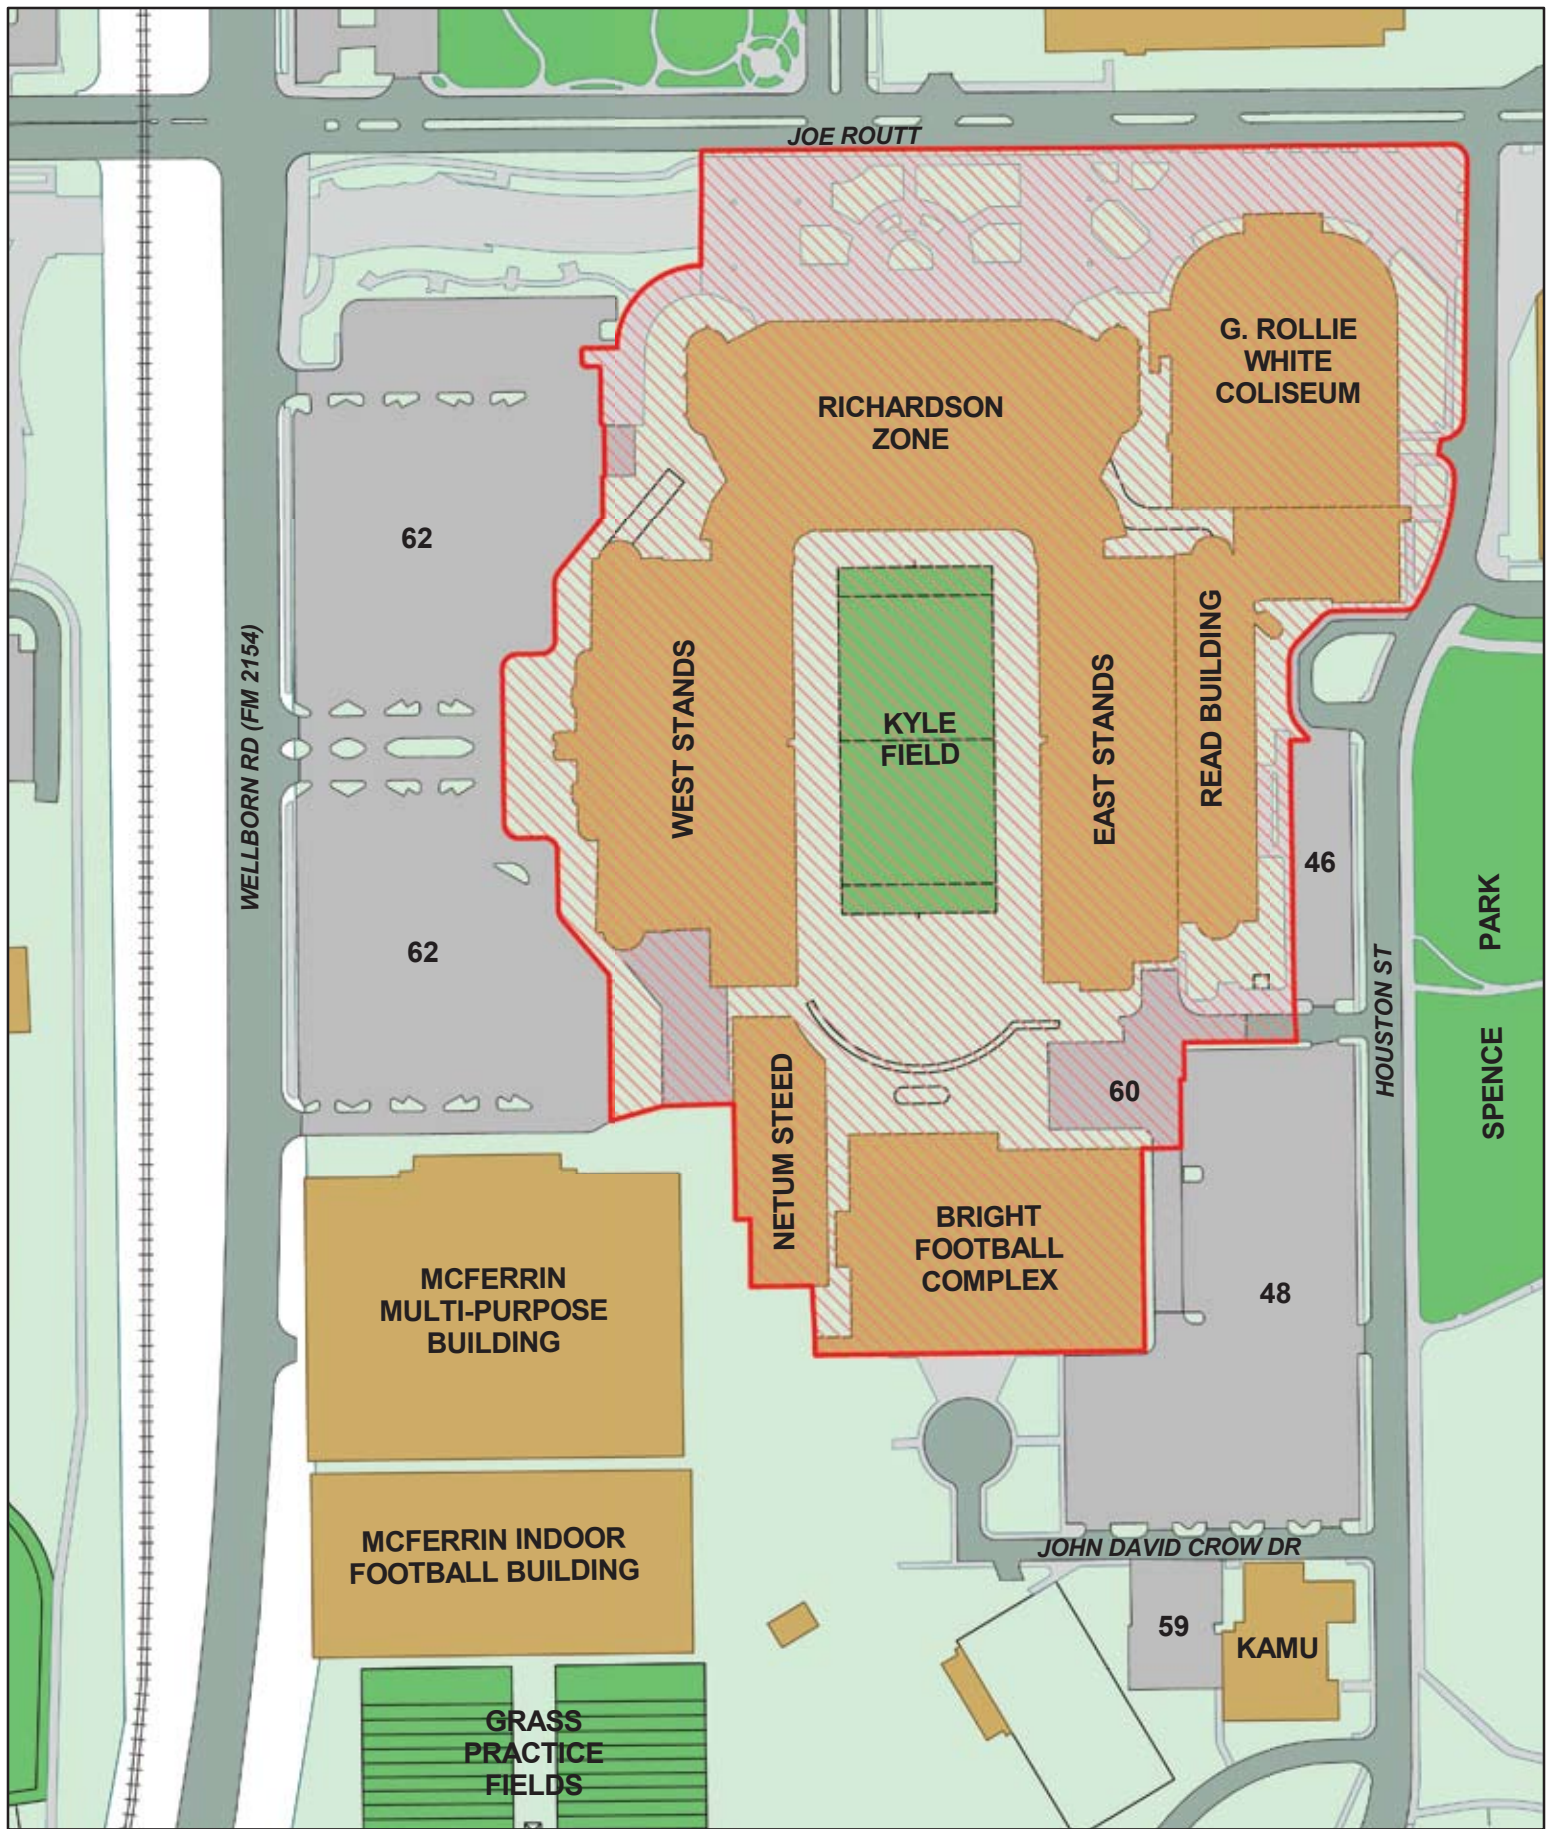 JOE ROUTT
G. ROLLIE
WHITE
COLISEUM
RICHARDSON
ZONE
62
WELLBORN RD (FM 2154)
WEST STANDS
KYLE
FIELD
EAST STANDS
READ BUILDING
46
SPENCE PARK
62
HOUSTON ST
NETUM STEED
60
BRIGHT
FOOTBALL
COMPLEX
48
MCFERRIN
MULTI-PURPOSE
BUILDING
MCFERRIN INDOOR
FOOTBALL BUILDING
JOHN DAVID CROW DR
59
KAMU
GRASS
PRACTICE
FIELDS